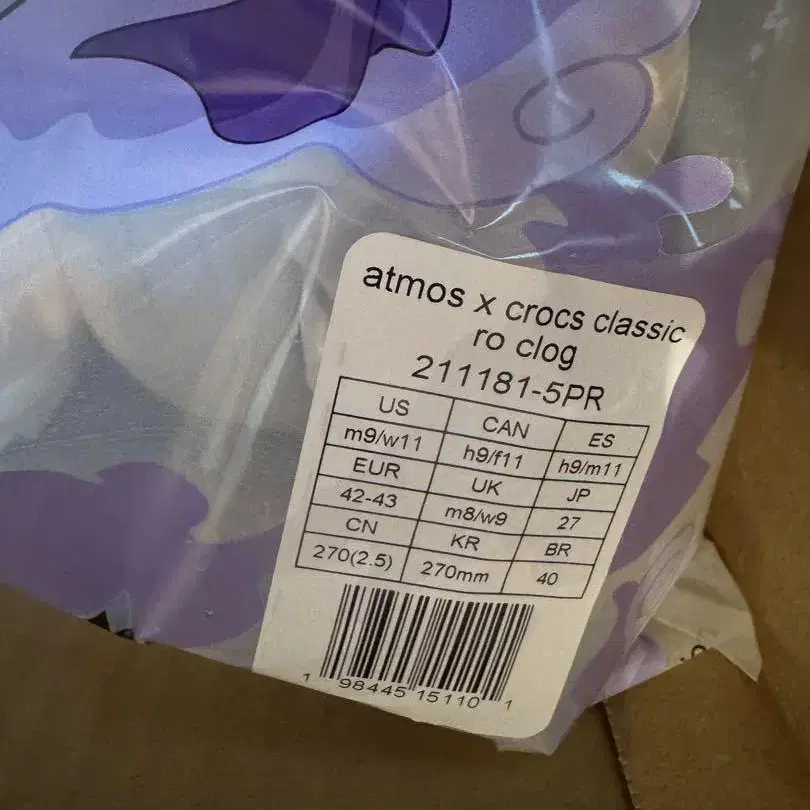 atmos x crocs classic
ro clog
211181-5PR
US CAN ES
m9/w11 h9/f11 h9/m11
EUR UK JP
42-43 m8/w9 27
CN KR BR
270(2.5) 270mm 40
1 98445 15110 1